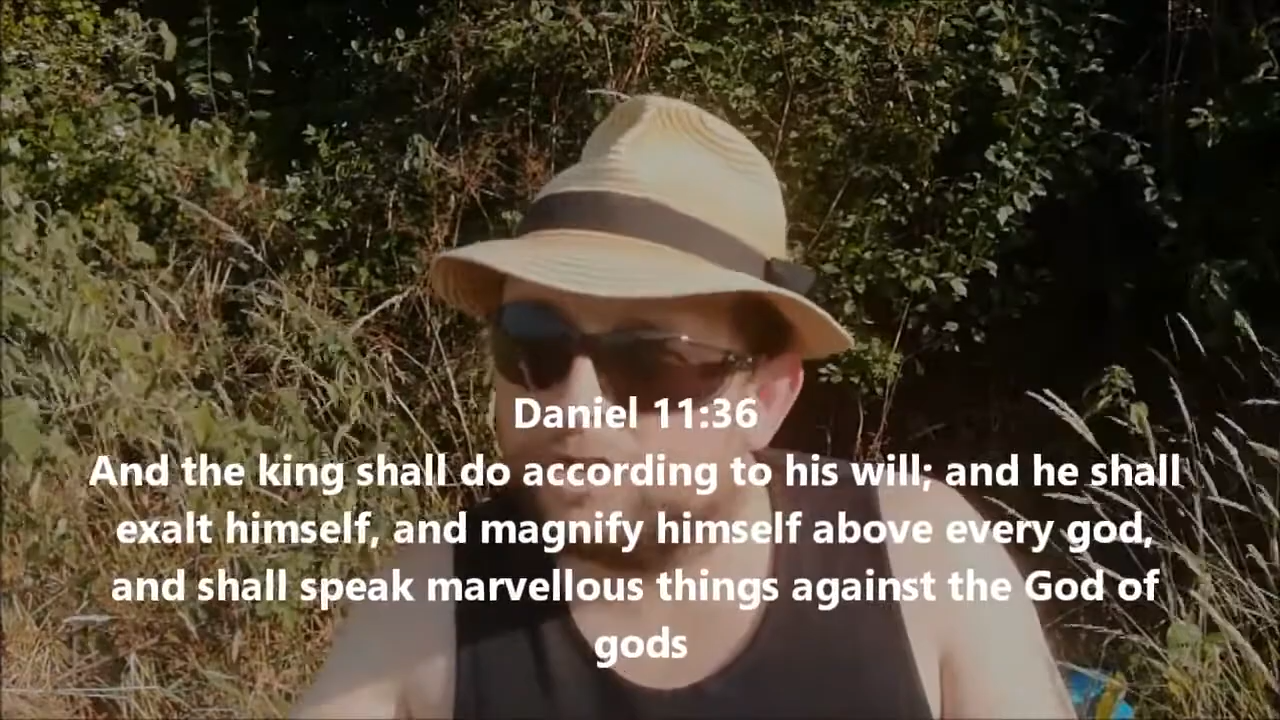 Daniel 11:36
And the king shall do according to his will; and he shall
exalt himself, and magnify himself above every god,
and shall speak marvellous things against the God of
gods